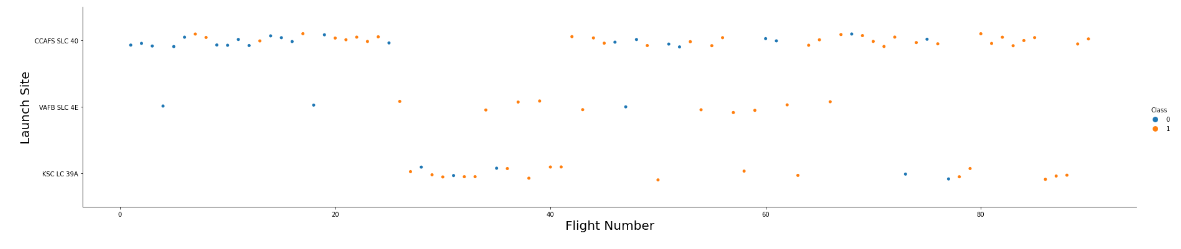 CCAFS SLC 40
VAFB SLC 4E
KSC LC 39A
Launch Site
0 20 40 60 80
Flight Number
Class
0
1